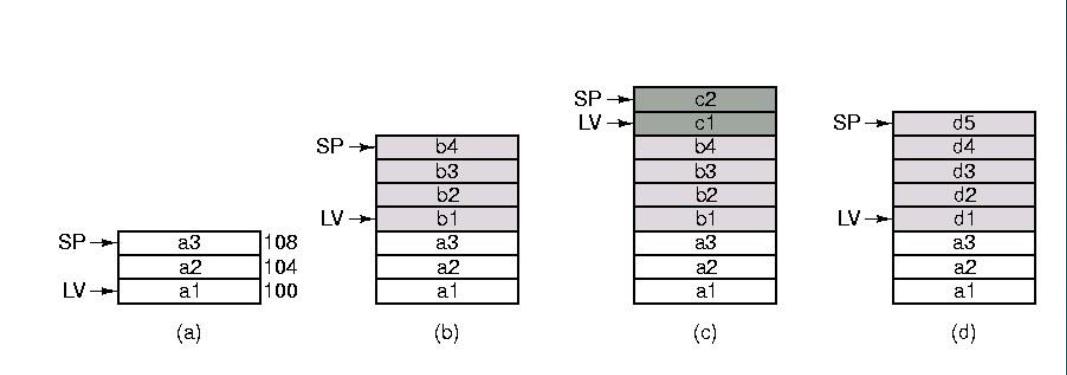 SP a3 108
a2 104
LV a1 100
(a)
SP b4
b3
b2
LV b1
a3
a2
a1
(b)
SP c2
LV c1
b4
b3
b2
b1
a3
a2
a1
(c)
SP d5
d4
d3
d2
LV d1
a3
a2
a1
(d)